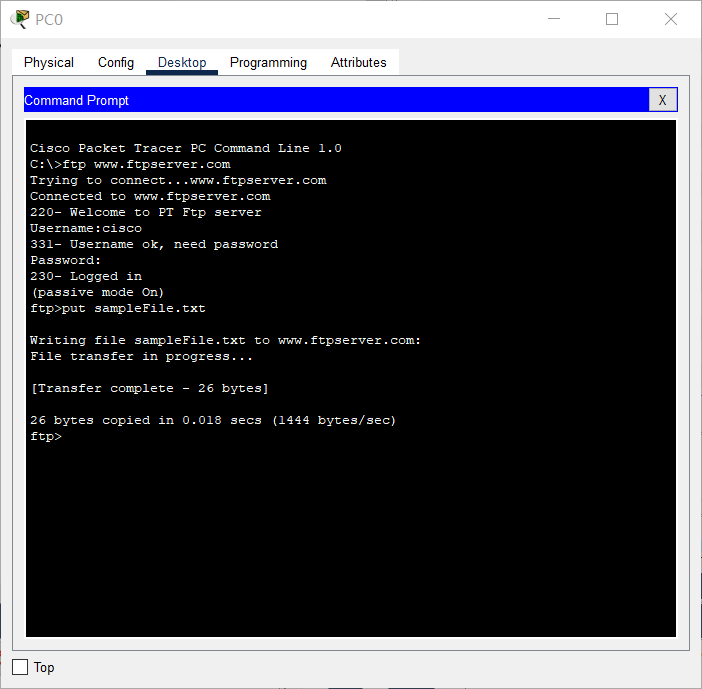 PC0
Physical Config Desktop Programming Attributes
Command Prompt
X
Cisco Packet Tracer PC Command Line 1.0
C:\>ftp www.ftpserver.com
Trying to connect...www.ftpserver.com
Connected to www.ftpserver.com
220- Welcome to PT Ftp server
Username:cisco
331- Username ok, need password
Password:
230- Logged in
(passive mode On)
ftp>put sampleFile.txt
Writing file sampleFile.txt to www.ftpserver.com:
File transfer in progress...
[Transfer complete - 26 bytes]
26 bytes copied in 0.018 secs (1444 bytes/sec)
ftp>
Top